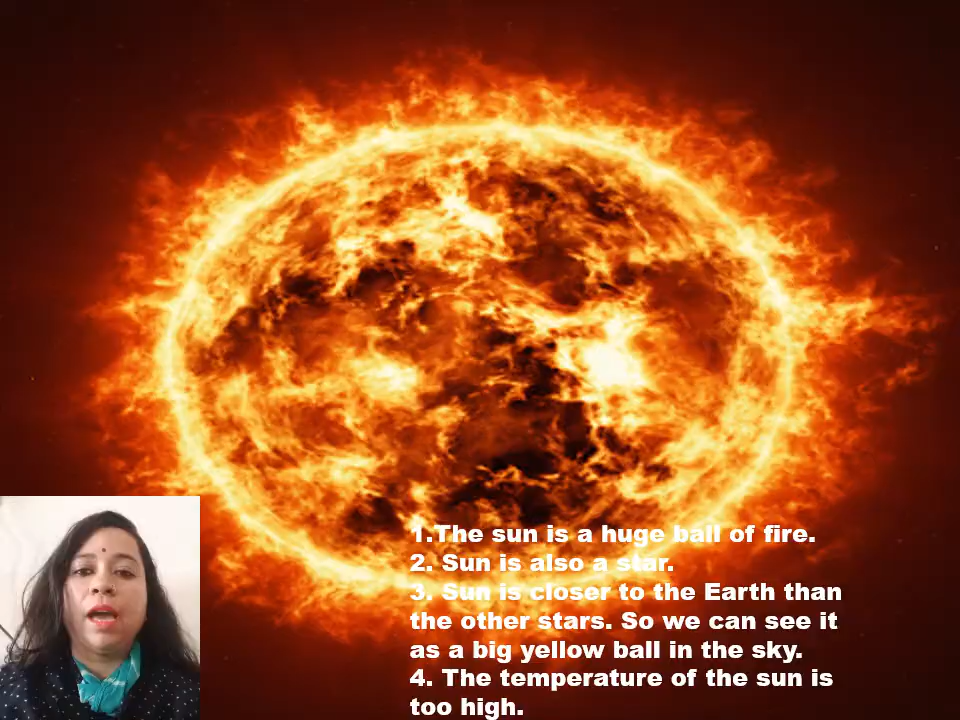 1.The sun is a huge ball of fire.
2. Sun is also a star.
3. Sun is closer to the Earth than
the other stars. So we can see it
as a big yellow ball in the sky.
4. The temperature of the sun is
too high.